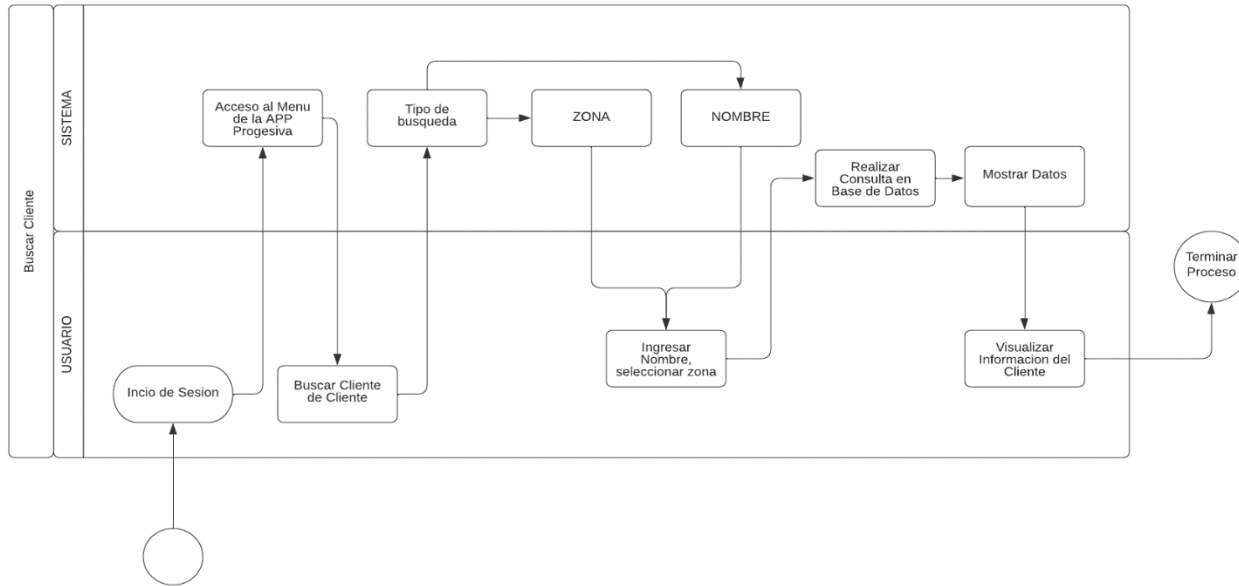 Buscar Cliente
SISTEMA
Acceso al Menu
de la APP
Progesiva
Tipo de
busqueda
ZONA
NOMBRE
Realizar
Consulta en
Base de Datos
Mostrar Datos
USUARIO
Incio de Sesion
Buscar Cliente
de Cliente
Ingresar
Nombre,
seleccionar zona
Visualizar
Informacion del
Cliente
Terminar
Proceso